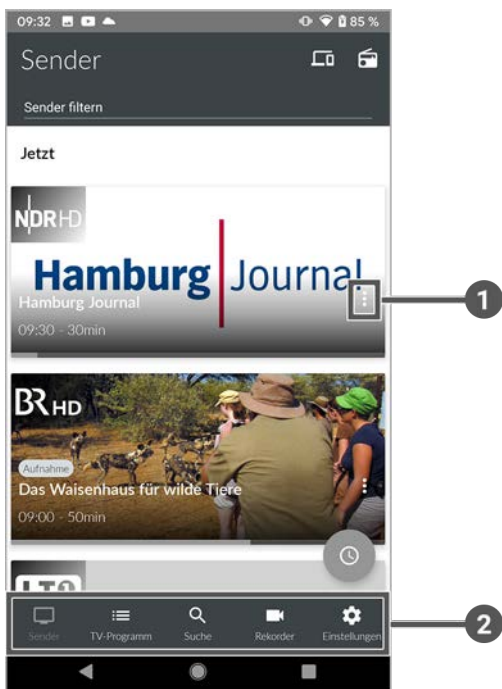 09:32
85 %
Sender
Sender filtern
Jetzt
NDR HD
Hamburg Journal
Hamburg Journal
09:30 - 30min
1
BR HD
Aufnahme
Das Waisenhaus für wilde Tiere
09:00 - 50min
LT1
Sender
TV-Programm
Suche
Rekorder
Einstellungen
2